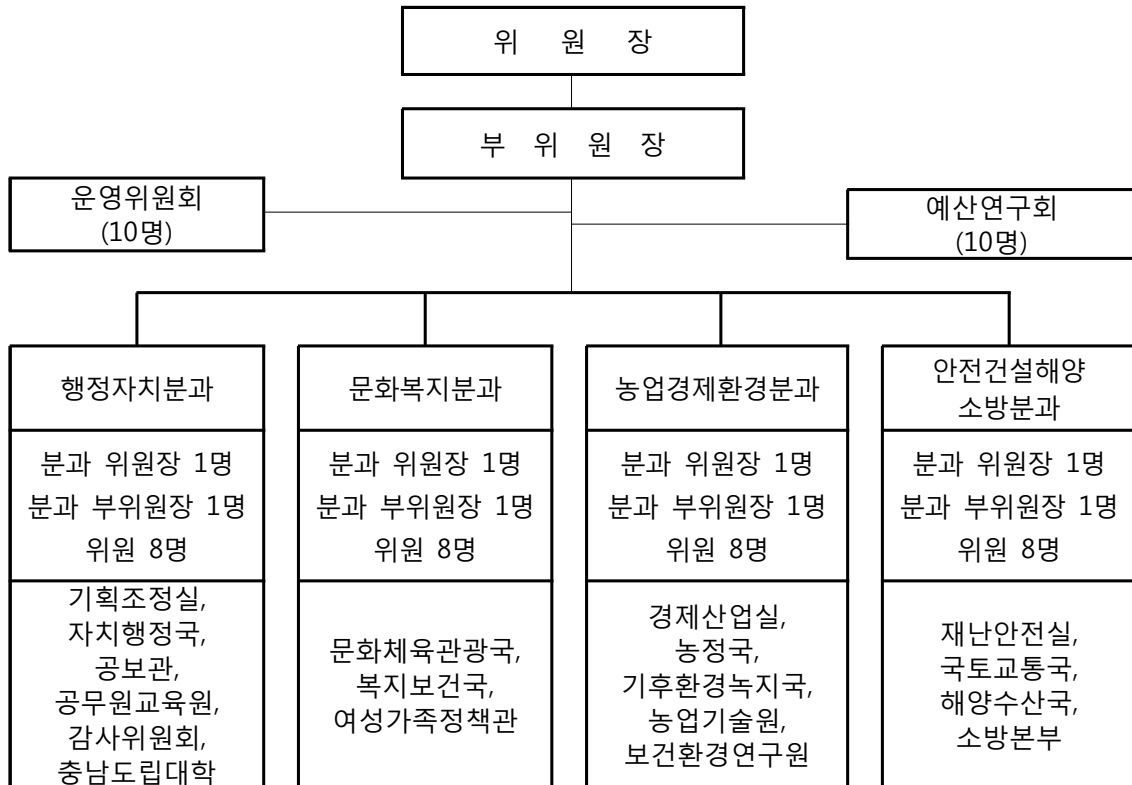 위 원 장
부 위 원 장
운영위원회
(10명)
예산연구회
(10명)
행정자치분과
문화복지분과
농업경제환경분과
안전건설해양
소방분과
분과 위원장 1명
분과 부위원장 1명
위원 8명
분과 위원장 1명
분과 부위원장 1명
위원 8명
분과 위원장 1명
분과 부위원장 1명
위원 8명
분과 위원장 1명
분과 부위원장 1명
위원 8명
기획조정실,
자치행정국,
공보관,
공무원교육원,
감사위원회,
충남도립대학
문화체육관광국,
복지보건국,
여성가족정책관
경제산업실,
농정국,
기후환경녹지국,
농업기술원,
보건환경연구원
재난안전실,
국토교통국,
해양수산국,
소방본부